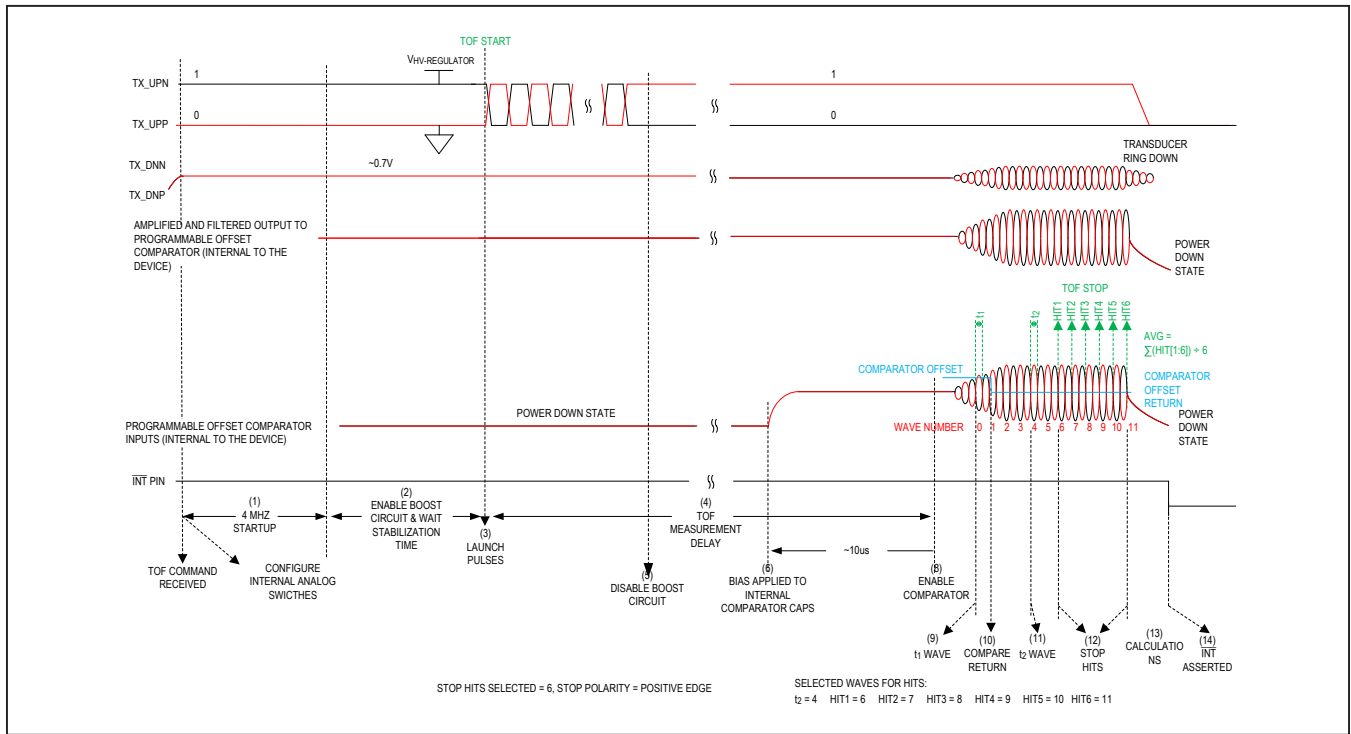 TOF START
VHV-REGULATOR
TX_UPN
1
1
TX_UPP
0
0
TX_DNN
~0.7V
TX_DNP
TRANSDUCER
RING DOWN
AMPLIFIED AND FILTERED OUTPUT TO
PROGRAMMABLE OFFSET
COMPARATOR (INTERNAL TO THE
DEVICE)
POWER
DOWN
STATE
TOF STOP
t1
t2
HIT1
HIT2
HIT3
HIT4
HIT5
HIT6
AVG =
∑(HIT[1:6]) ÷ 6
COMPARATOR OFFSET
COMPARATOR
OFFSET
RETURN
POWER DOWN STATE
POWER
DOWN
STATE
PROGRAMMABLE OFFSET COMPARATOR
INPUTS (INTERNAL TO THE DEVICE)
WAVE NUMBER 0 1 2 3 4 5 6 7 8 9 10 11
INT PIN
(1)
4 MHZ
STARTUP
(2)
ENABLE BOOST
CIRCUIT & WAIT
STABILIZATION
TIME
(3)
LAUNCH
PULSES
(4)
TOF
MEASUREMENT
DELAY
~10us
TOF COMMAND
RECEIVED
CONFIGURE
INTERNAL ANALOG
SWICTHES
(5)
DISABLE BOOST
CIRCUIT
(6)
BIAS APPLIED TO
INTERNAL
COMPARATOR CAPS
(8)
ENABLE
COMPARATOR
(9)
t1 WAVE
(10)
COMPARE
RETURN
(11)
t2 WAVE
(12)
STOP
HITS
(13)
CALCULATIO
NS
(14)
INT
ASSERTED
STOP HITS SELECTED = 6, STOP POLARITY = POSITIVE EDGE
SELECTED WAVES FOR HITS:
t2 = 4 HIT1 = 6 HIT2 = 7 HIT3 = 8 HIT4 = 9 HIT5 = 10 HIT6 = 11